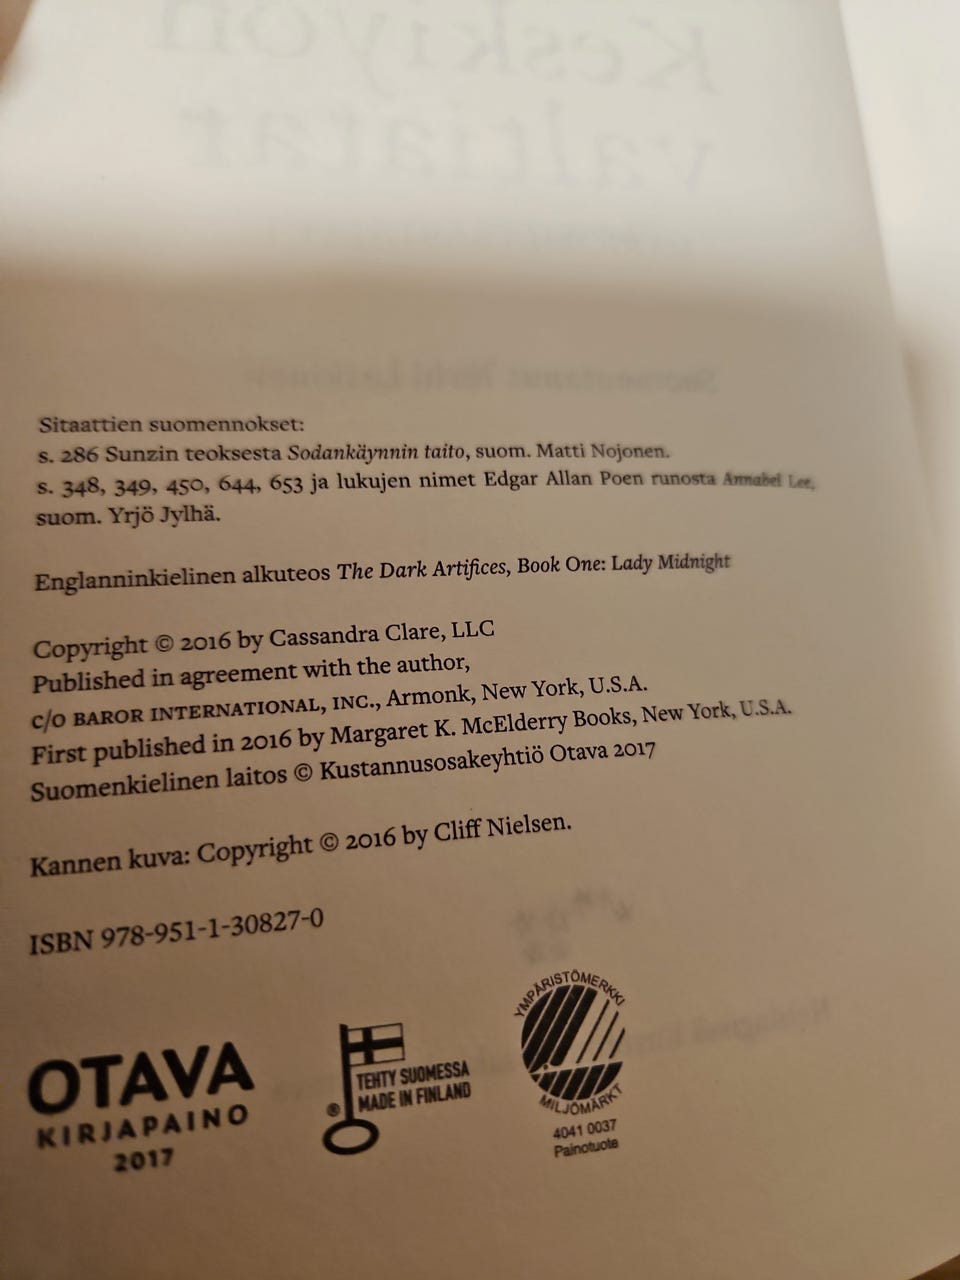 Keskiyön
valtiatar
Sitaattien suomennokset:
s. 286 Sunzin teoksesta Sodankäynnin taito, suom. Matti Nojonen.
s. 348, 349, 450, 644, 653 ja lukujen nimet Edgar Allan Poen runosta Annabel Lee,
suom. Yrjö Jylhä.
Englanninkielinen alkuteos The Dark Artifices, Book One: Lady Midnight
Copyright © 2016 by Cassandra Clare, LLC
Published in agreement with the author,
c/o BAROR INTERNATIONAL, INC., Armonk, New York, U.S.A.
First published in 2016 by Margaret K. McElderry Books, New York, U.S.A.
Suomenkielinen laitos © Kustannusosakeyhtiö Otava 2017
Kannen kuva: Copyright © 2016 by Cliff Nielsen.
ISBN 978-951-1-30827-0
OTAVA
KIRJAPAINO
2017
® TEHTY SUOMESSA
MADE IN FINLAND
YMPÄRISTÖMERKKI
MILJÖMÄRKT
4041 0037
Painotuote